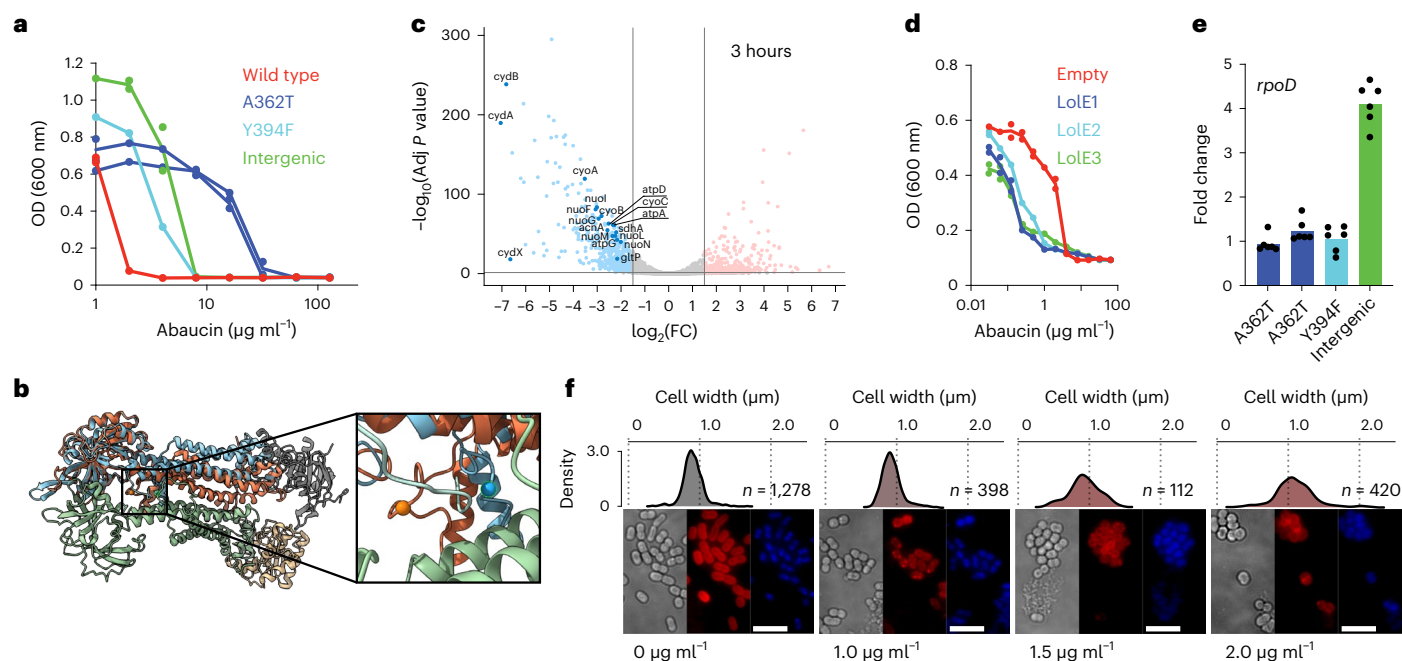 a
1.2
1.0
0.8
0.6
0.4
0.2
0
OD (600 nm)
Wild type
A362T
Y394F
Intergenic
1
10
100
Abaucin (µg ml⁻¹)
b
c
300
200
100
0
−log₁₀(Adj P value)
3 hours
cydB
cydA
cyoA
nuoI
nuoF
cyoB
nuoG
acnA
sdhA
nuoM
nuoL
atpG
nuoN
gltP
cydX
atpD
cyoC
atpA
−7 −6 −5 −4 −3 −2 −1 0 1 2 3 4 5 6 7
log₂(FC)
d
0.8
0.6
0.4
0.2
0
OD (600 nm)
Empty
LolE1
LolE2
LolE3
0.01
1
100
Abaucin (µg ml⁻¹)
e
5
4
3
2
1
0
Fold change
rpoD
A362T
A362T
Y394F
Intergenic
f
Cell width (µm)
Cell width (µm)
Cell width (µm)
Cell width (µm)
0 1.0 2.0
0 1.0 2.0
0 1.0 2.0
0 1.0 2.0
3.0
0
Density
n = 1,278
n = 398
n = 112
n = 420
0 µg ml⁻¹
1.0 µg ml⁻¹
1.5 µg ml⁻¹
2.0 µg ml⁻¹